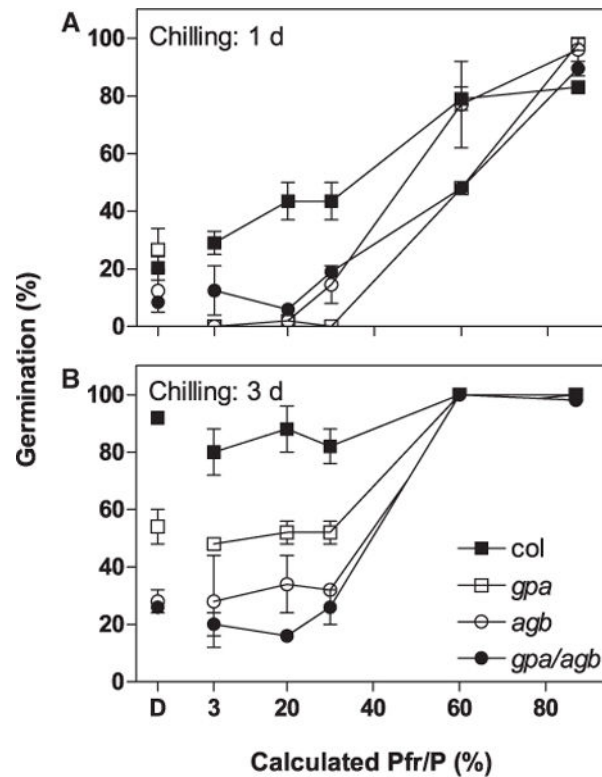 A
Chilling: 1 d
100
80
60
40
20
0
B
Chilling: 3 d
100
80
60
40
20
0
Germination (%)
col
gpa
agb
gpa/agb
D 3 20 40 60 80
Calculated Pfr/P (%)